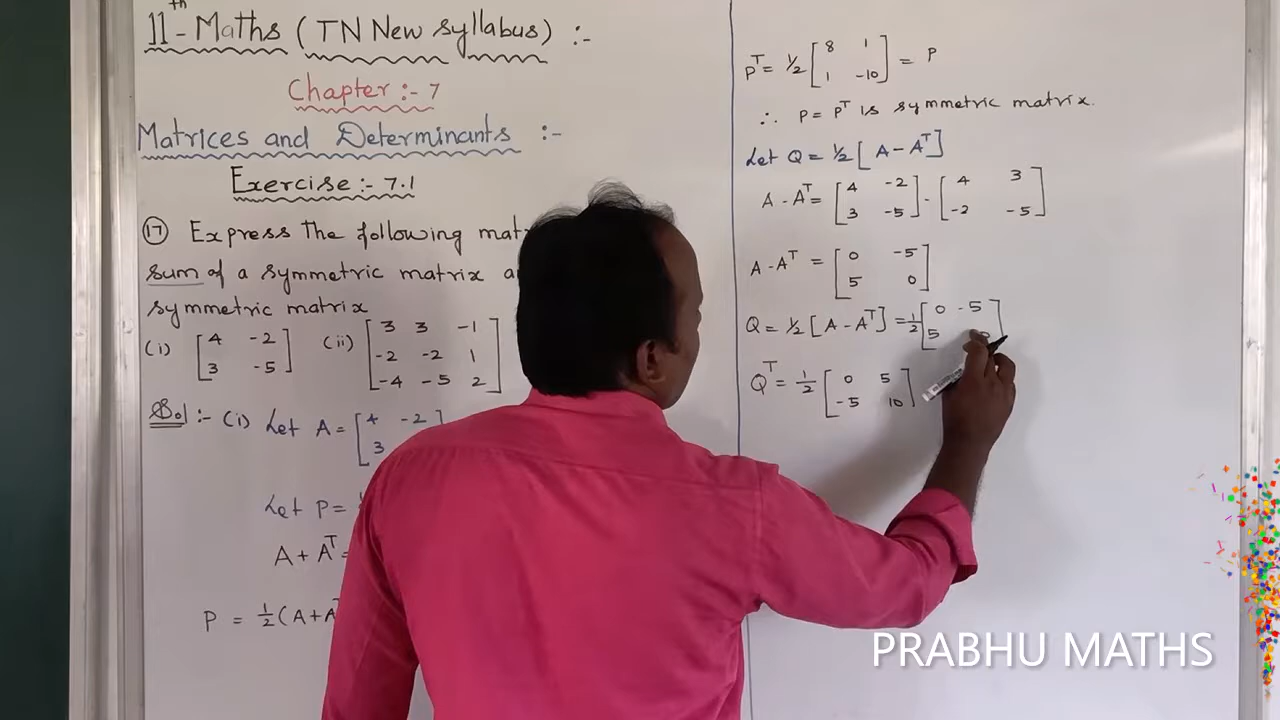 11th - Maths (TN New syllabus) :-
Chapter :- 7
Matrices and Determinants :-
Exercise :- 7.1
(17) Express the following
sum of a symmetric matrix
symmetric matrix
(i) [4 -2 (ii) [3 3 -1
3 -5] -2 -2 1
-4 -5 2]
Sol :- (i) Let A = [4 -2
3
Let P =
A + A^T =
P = 1/2 (A+A
P^T = 1/2 [8 1
1 -10] = P
∴ P = P^T is symmetric matrix.
Let Q = 1/2 [A - A^T]
A - A^T = [4 -2 - [4 3
3 -5] -2 -5]
A - A^T = [0 -5
5 0]
Q = 1/2 [A - A^T] = 1/2 [0 -5
5
Q^T = 1/2 [0 5
-5 10]
PRABHU MATHS